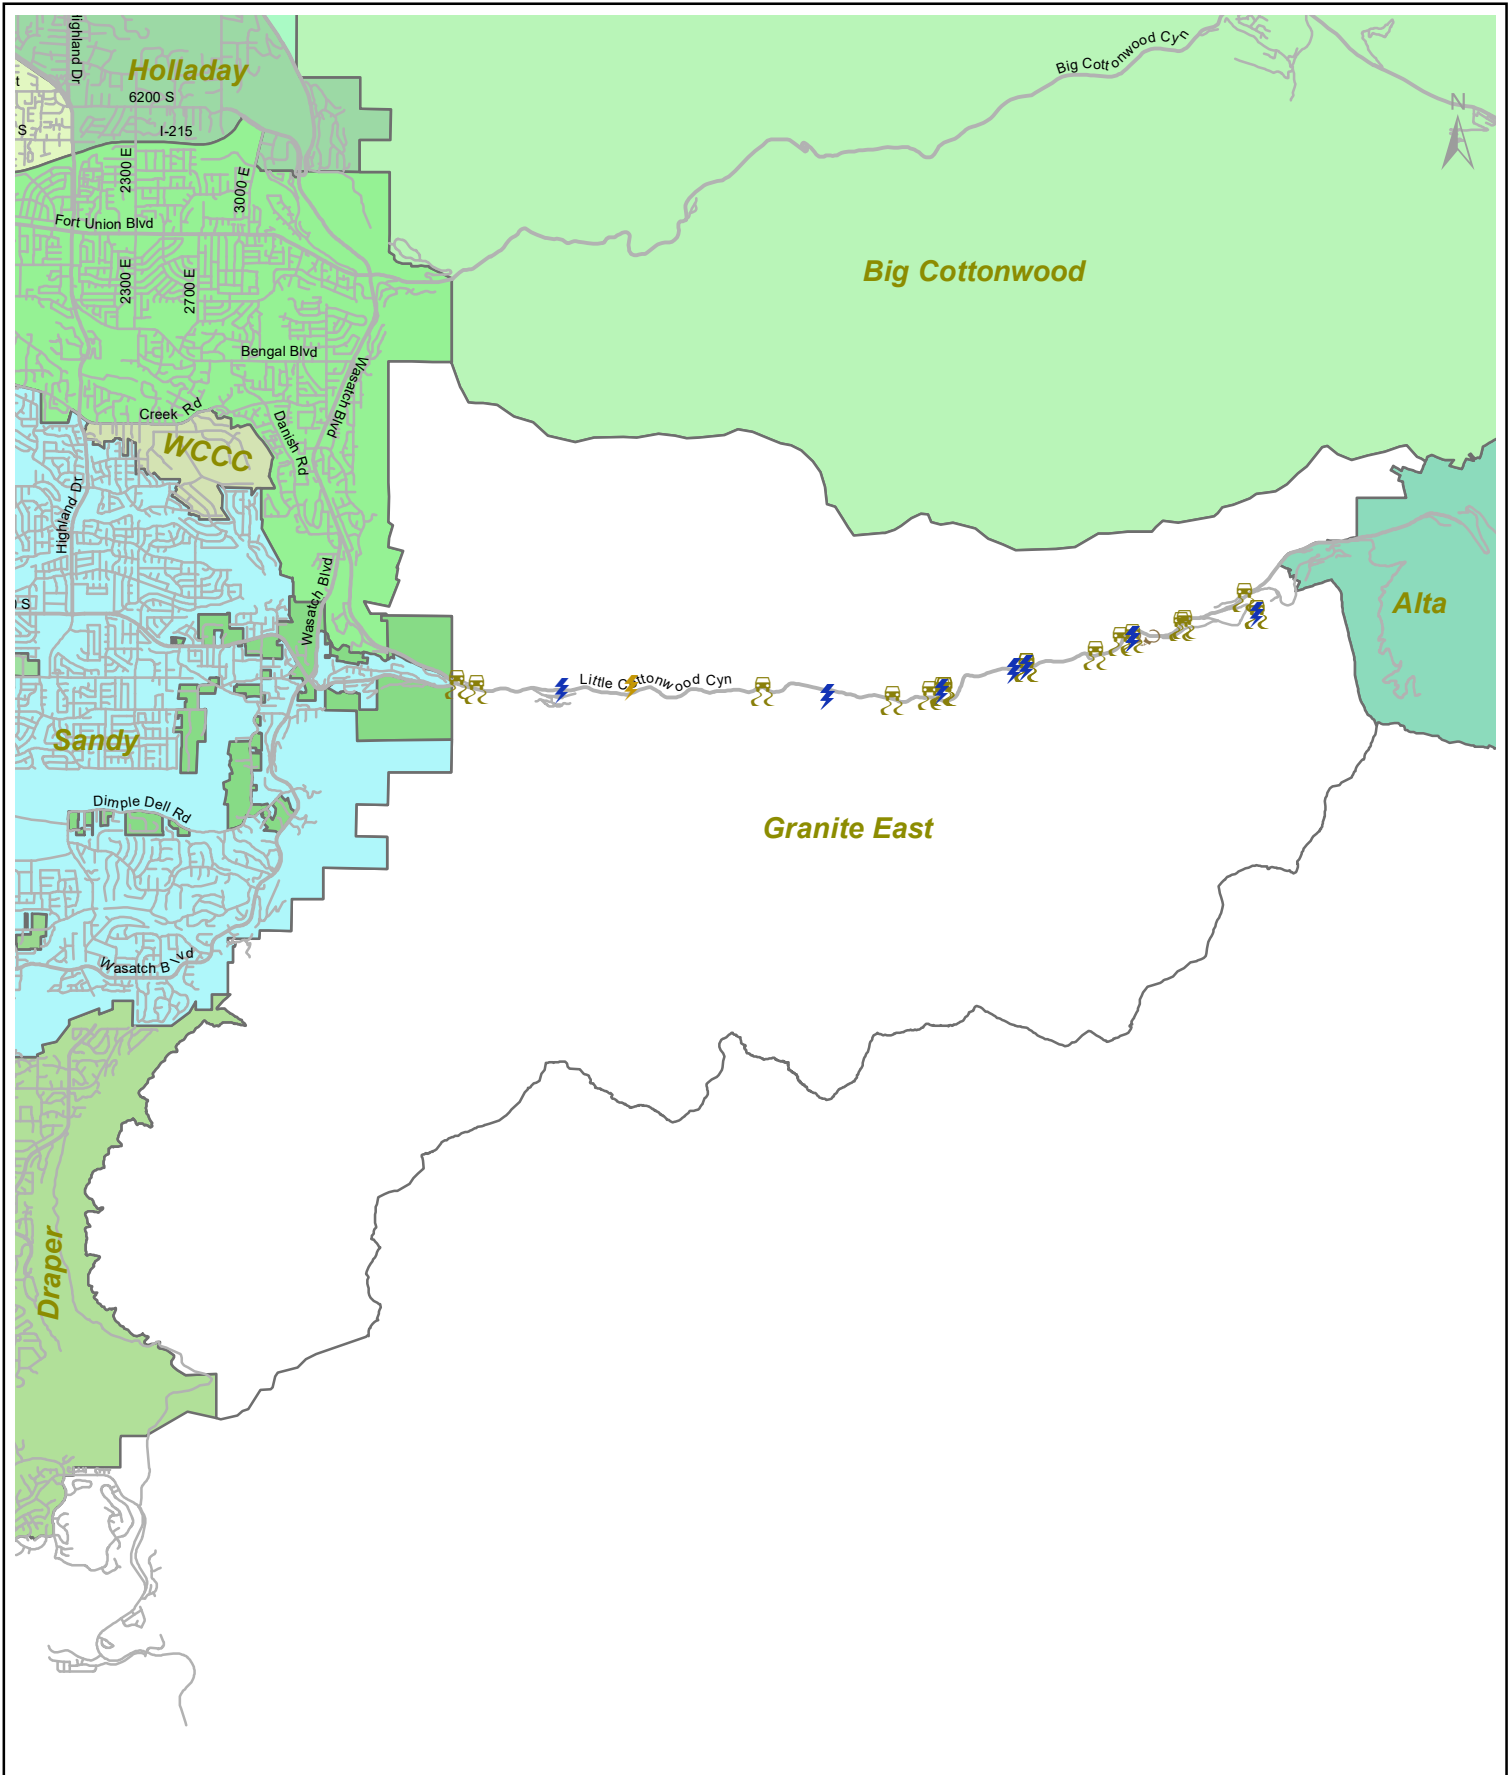 Highland Dr
Holladay
Big Cottonwood Cyn
t
6200 S
N
S
I-215
2300 E
3000 E
Fort Union Blvd
2300 E
2700 E
Big Cottonwood
Bengal Blvd
Wasatch Blvd
Creek Rd
Danish Rd
WCCC
Highland Dr
Wasatch Blvd
S
Alta
Little Cottonwood Cyn
Sandy
Dimple Dell Rd
Granite East
Wasatch Blvd
Draper